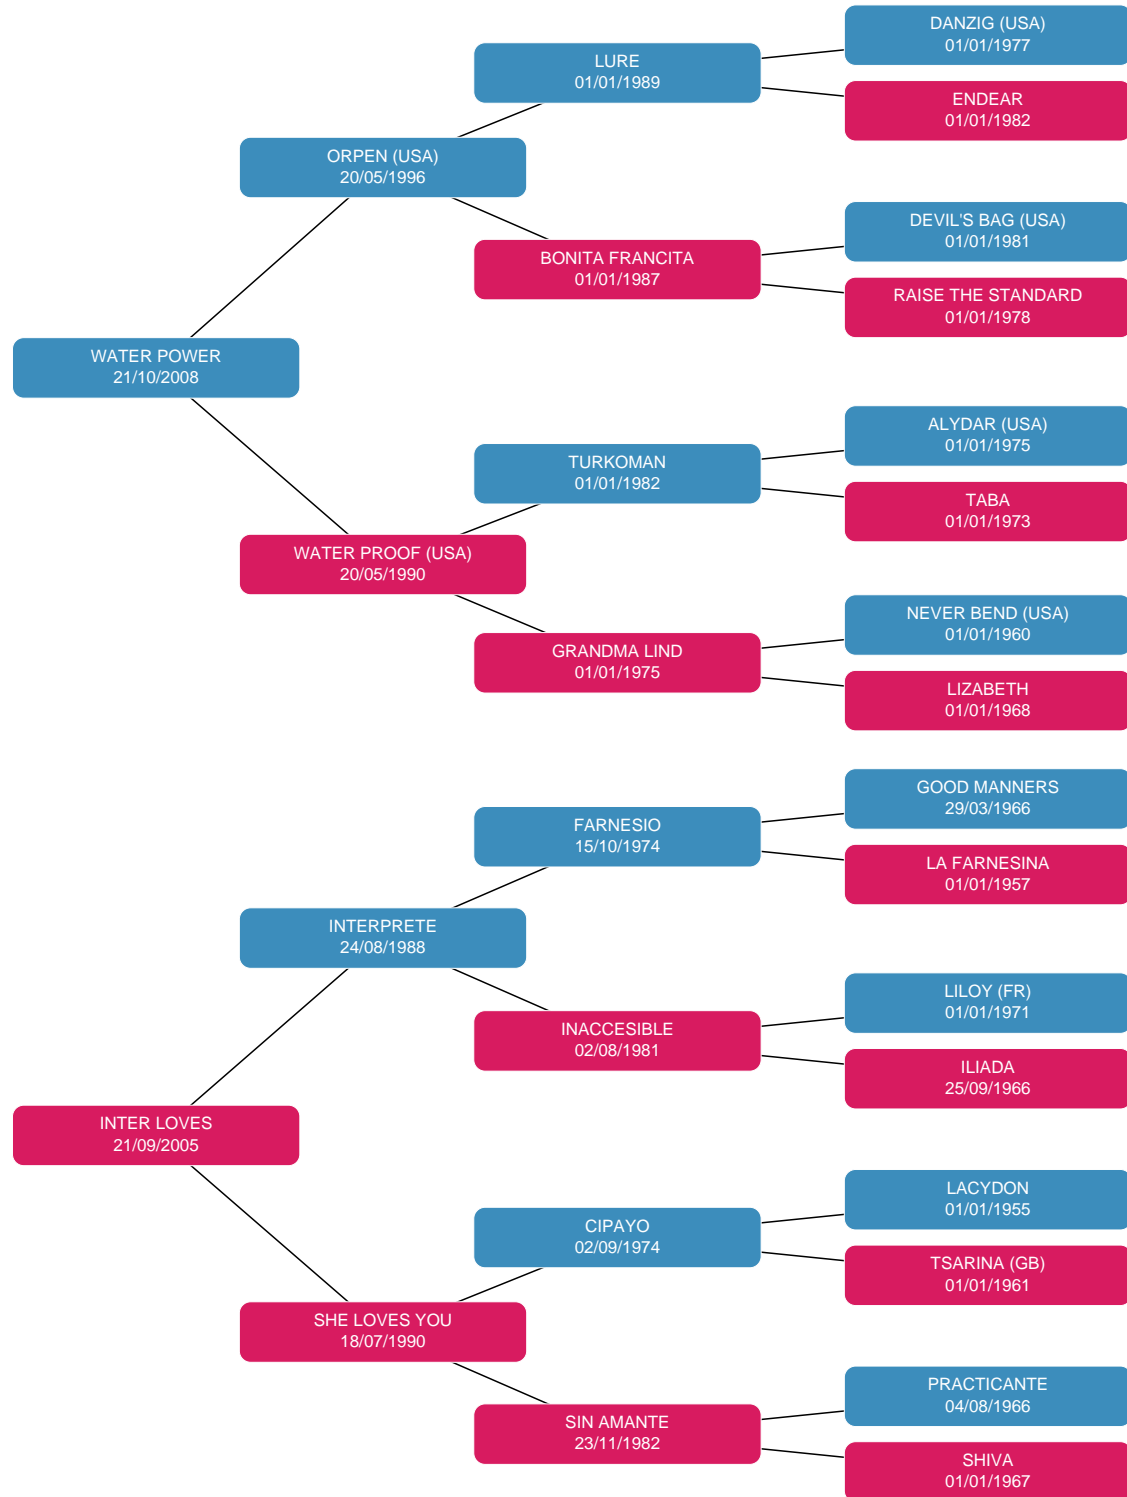 DANZIG (USA)
01/01/1977
LURE
01/01/1989
ENDEAR
01/01/1982
ORPEN (USA)
20/05/1996
DEVIL'S BAG (USA)
01/01/1981
BONITA FRANCITA
01/01/1987
RAISE THE STANDARD
01/01/1978
WATER POWER
21/10/2008
ALYDAR (USA)
01/01/1975
TURKOMAN
01/01/1982
TABA
01/01/1973
WATER PROOF (USA)
20/05/1990
NEVER BEND (USA)
01/01/1960
GRANDMA LIND
01/01/1975
LIZABETH
01/01/1968
GOOD MANNERS
29/03/1966
FARNESIO
15/10/1974
LA FARNESINA
01/01/1957
INTERPRETE
24/08/1988
LILOY (FR)
01/01/1971
INACCESIBLE
02/08/1981
ILIADA
25/09/1966
INTER LOVES
21/09/2005
LACYDON
01/01/1955
CIPAYO
02/09/1974
TSARINA (GB)
01/01/1961
SHE LOVES YOU
18/07/1990
PRACTICANTE
04/08/1966
SIN AMANTE
23/11/1982
SHIVA
01/01/1967